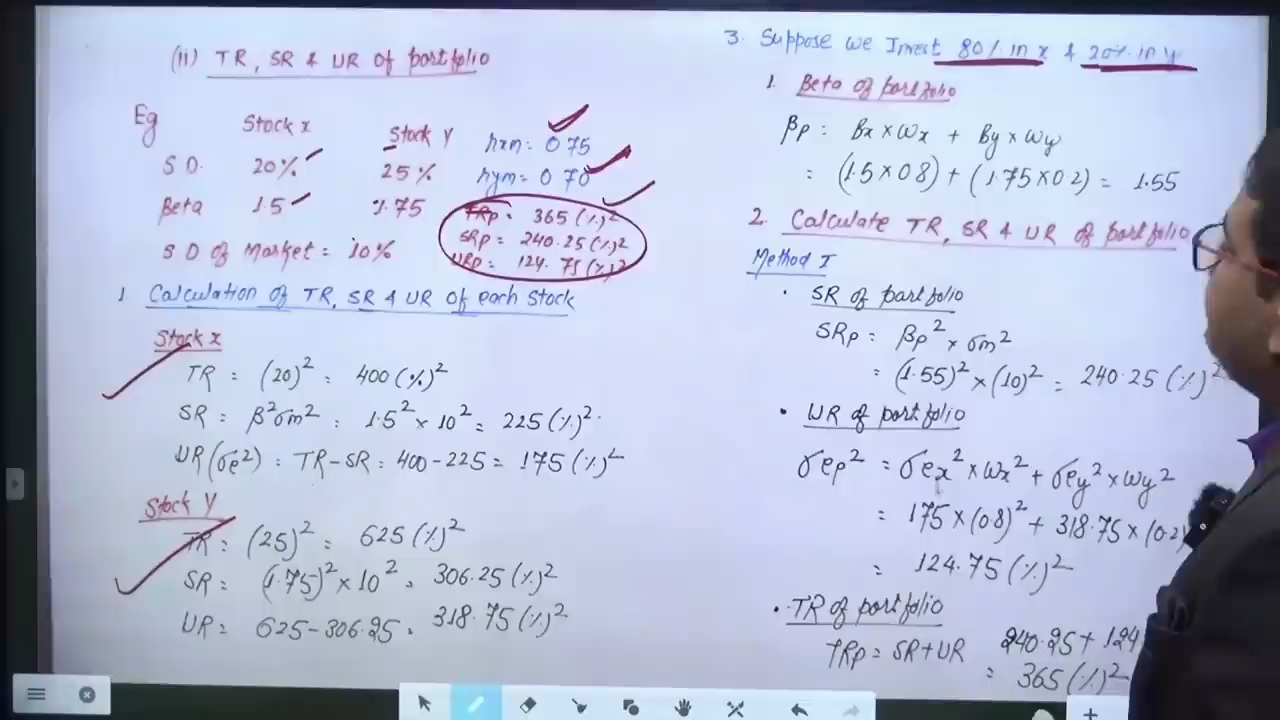 (ii) TR, SR & UR of portfolio
Eg
Stock x Stock Y
S D. 20% 25%
Beta 1.5 1.75
S D of Market = 10%
rxm = 0.75
rym = 0.70
TRp = 365 (%)²
SRp = 240.25 (%)²
URp = 124.75 (%)²
1 Calculation of TR, SR & UR of each Stock
Stock x
TR = (20)² = 400 (%)²
SR = β²σm² = 1.5² × 10² = 225 (%)²
UR(σe²) = TR-SR = 400-225 = 175 (%)²
Stock Y
TR = (25)² = 625 (%)²
SR = (1.75)² × 10² = 306.25 (%)²
UR = 625-306.25 = 318.75 (%)²
3. Suppose we Invest 80% in x & 20% in y
1. Beta of portfolio
βp = βx × ωx + βy × ωy
= (1.5×0.8) + (1.75×0.2) = 1.55
2. Calculate TR, SR & UR of portfolio
Method I
• SR of portfolio
SRp = βp² × σm²
= (1.55)² × (10)² = 240.25 (%)²
• UR of portfolio
σep² = σex² × ωx² + σey² × ωy²
= 175 × (0.8)² + 318.75 × (0.2)
= 124.75 (%)²
• TR of portfolio
TRp = SR+UR 240.25 + 124
= 365 (%)²